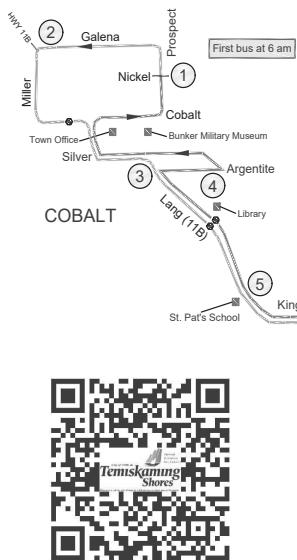 HWY 11B
2
Galena
Prospect
First bus at 6 am
Nickel
1
Miller
Cobalt
Town Office
Bunker Military Museum
Silver
3
Argentite
4
Lang (11B)
Library
COBALT
5
King
St. Pat's School
Temiskaming
Shores